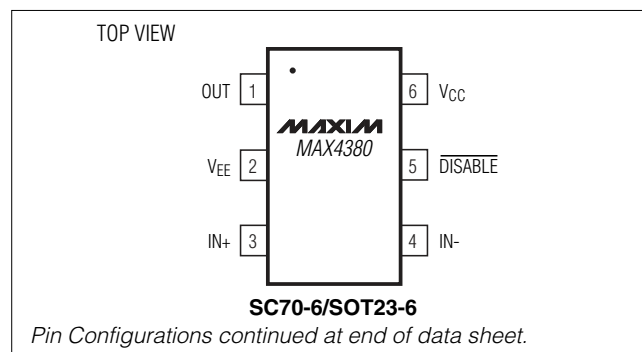 TOP VIEW
OUT 1
6 VCC
MAXIM
MAX4380
VEE 2
5 DISABLE
IN+ 3
4 IN-
SC70-6/SOT23-6
Pin Configurations continued at end of data sheet.